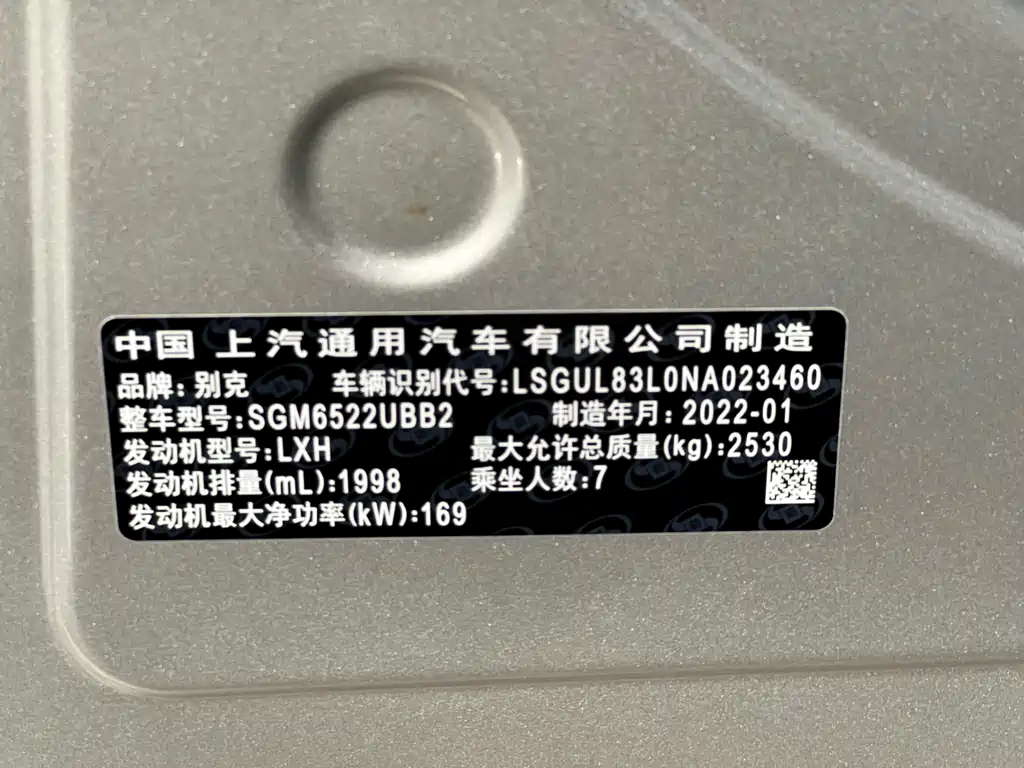 中国 上汽通用汽车有限公司制造
品牌:别克 车辆识别代号:LSGUL83L0NA023460
整车型号:SGM6522UBB2 制造年月:2022-01
发动机型号:LXH 最大允许总质量(kg):2530
发动机排量(mL):1998 乘坐人数:7
发动机最大净功率(kW):169